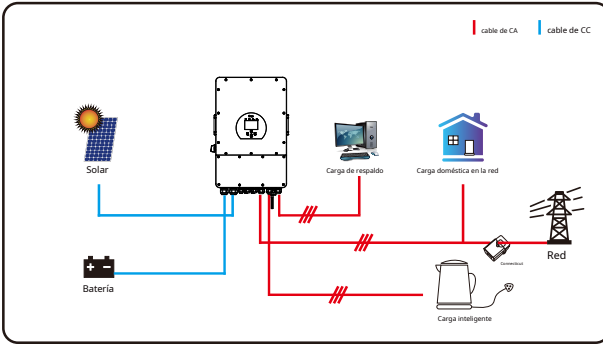 cable de CA
cable de CC
Solar
Carga de respaldo
Carga doméstica en la red
Red
Batería
Carga inteligente